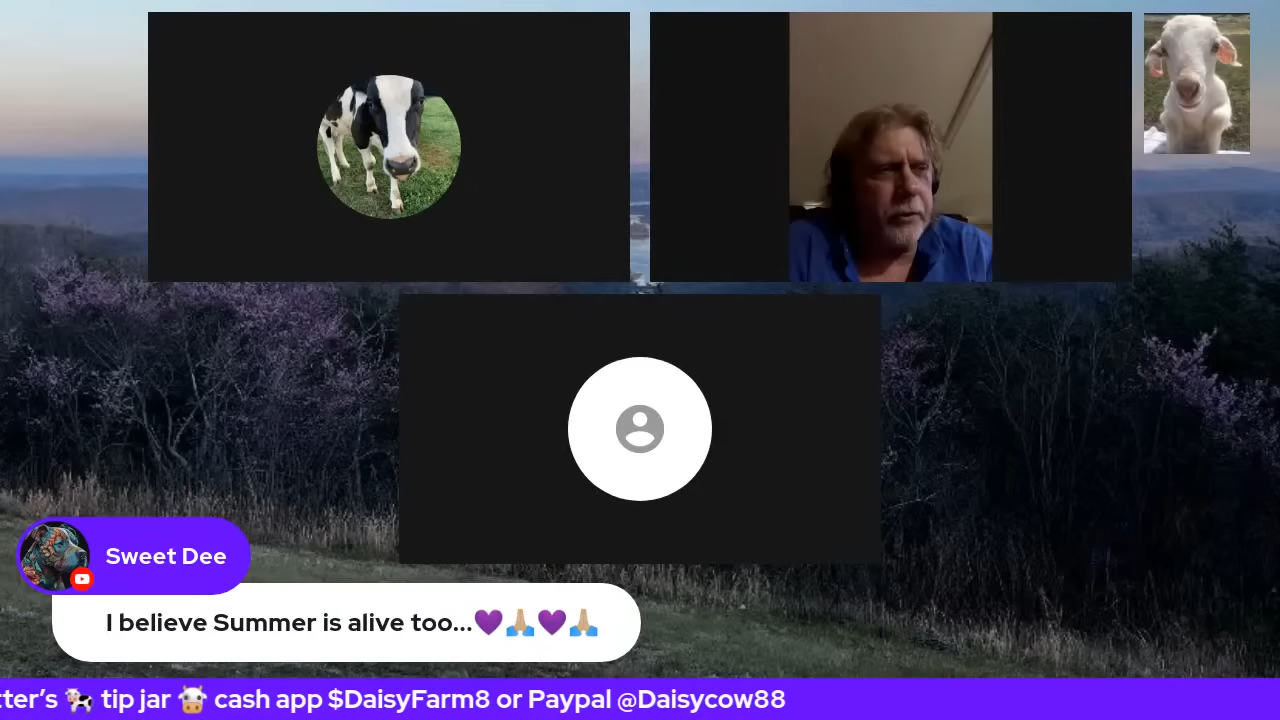 Sweet Dee
I believe Summer is alive too...💜🙏🏼💜🙏🏼
tter's 🐄 tip jar 🐮 cash app $DaisyFarm8 or Paypal @Daisycow88